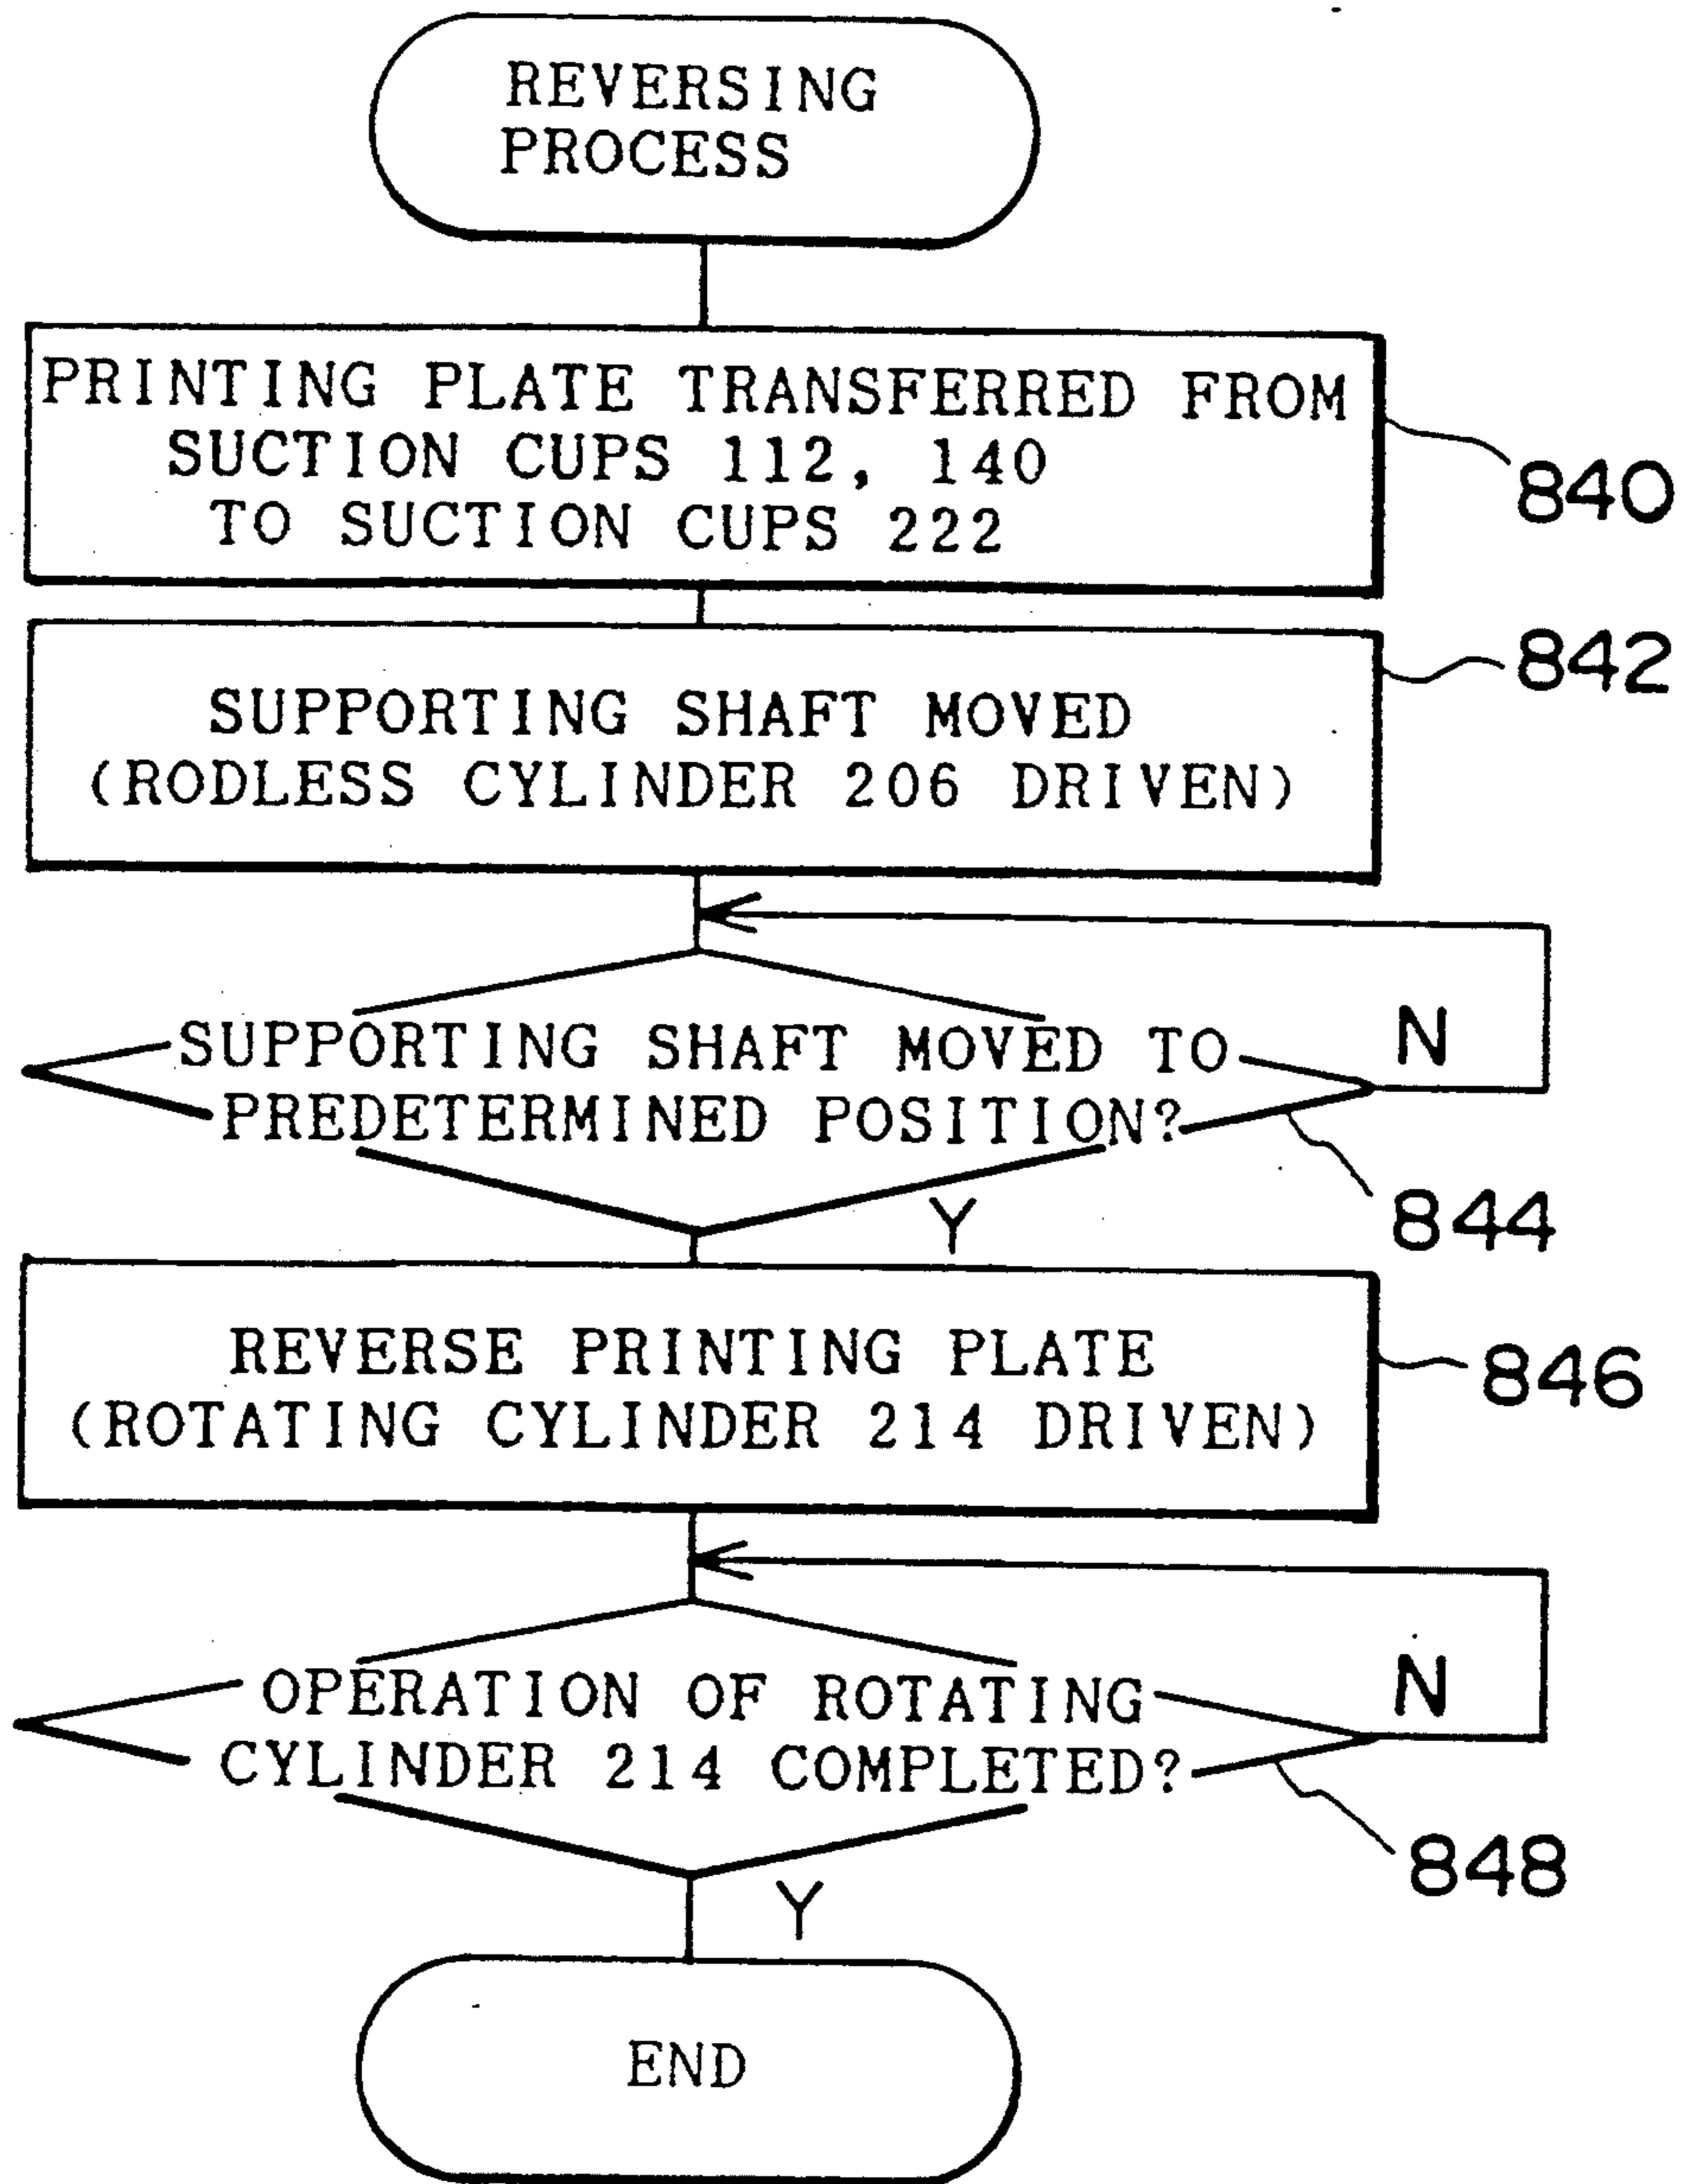 REVERSING
PROCESS
PRINTING PLATE TRANSFERRED FROM
SUCTION CUPS 112, 140
TO SUCTION CUPS 222
840
842
SUPPORTING SHAFT MOVED
(RODLESS CYLINDER 206 DRIVEN)
SUPPORTING SHAFT MOVED TO
PREDETERMINED POSITION?
N
844
Y
REVERSE PRINTING PLATE
(ROTATING CYLINDER 214 DRIVEN)
846
OPERATION OF ROTATING
CYLINDER 214 COMPLETED?
N
848
Y
END